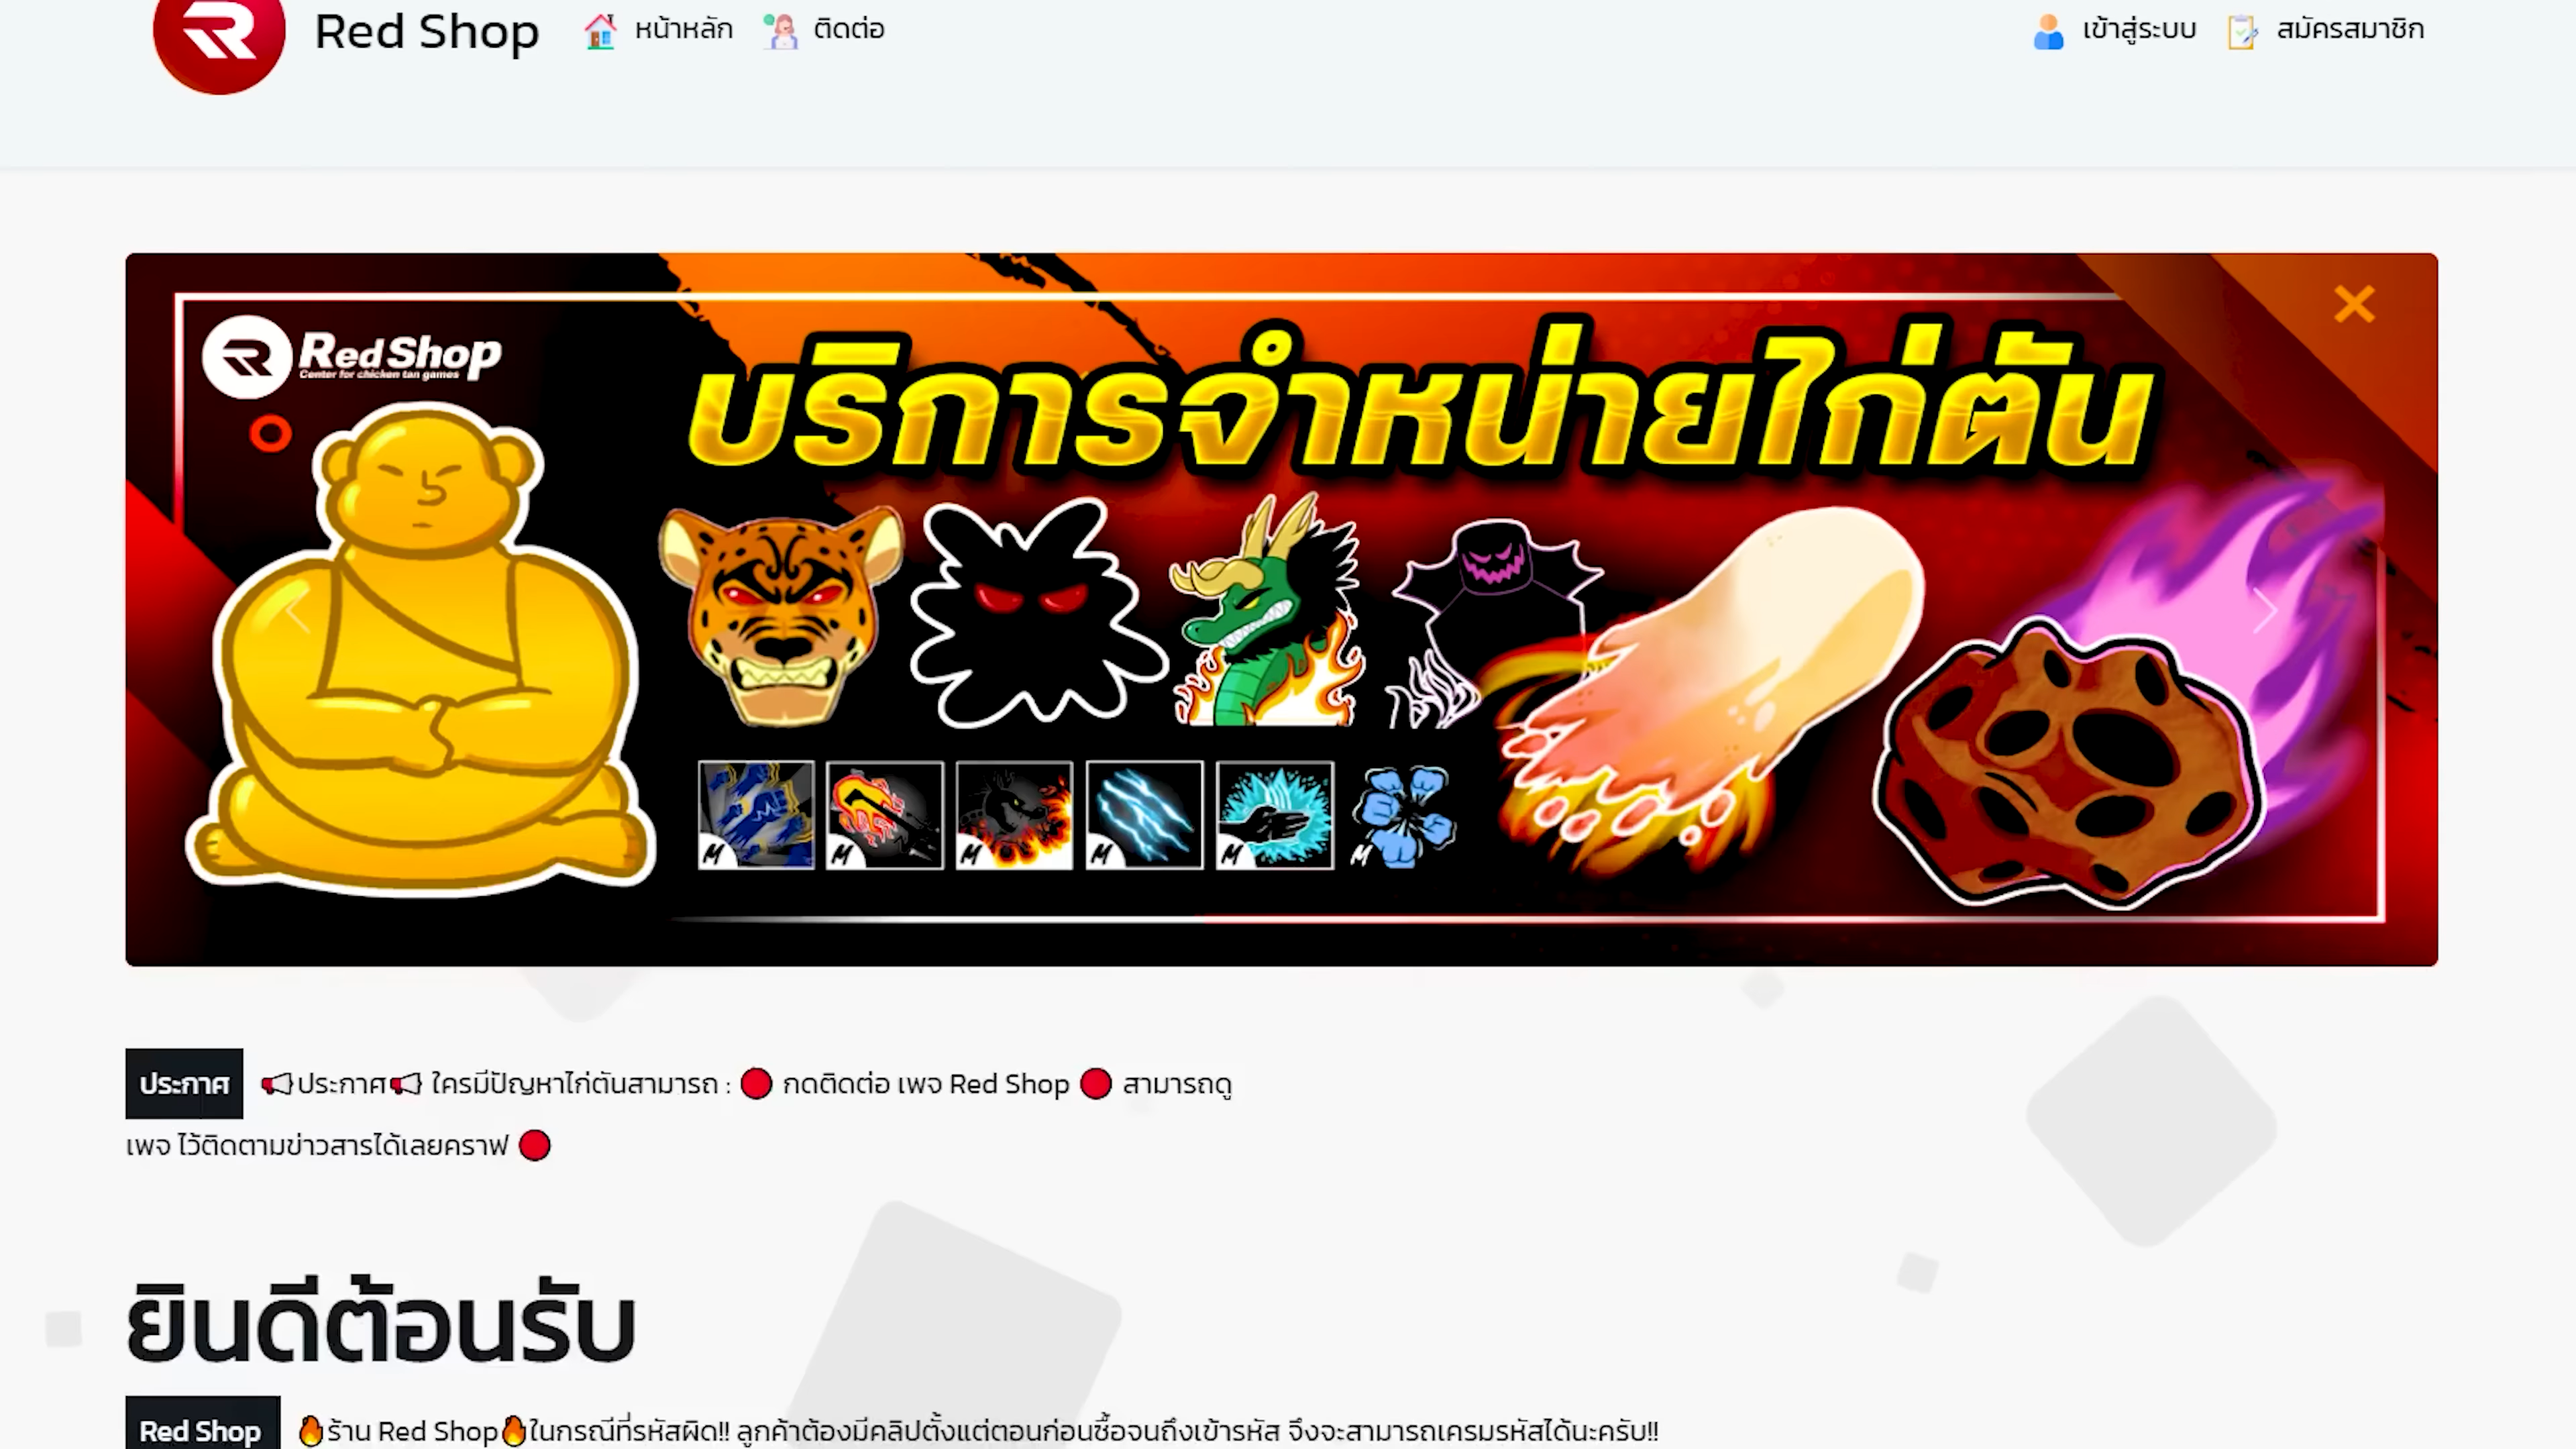 Red Shop หน้าหลัก ติดต่อ เข้าสู่ระบบ สมัครสมาชิก
Red Shop
Center for chicken tan games
บริการจำหน่ายไก่ตัน
M M M M M M
ประกาศ 📢ประกาศ📢 ใครมีปัญหาไก่ตันสามารถ : 🔴 กดติดต่อ เพจ Red Shop 🔴 สามารถดู
เพจ ไว้ติดตามข่าวสารได้เลยคราฟ 🔴
ยินดีต้อนรับ
Red Shop 🔥ร้าน Red Shop🔥ในกรณีที่รหัสผิด!! ลูกค้าต้องมีคลิปตั้งแต่ตอนก่อนซื้อจนถึงเข้ารหัส จึงจะสามารถเครมรหัสได้นะครับ!!